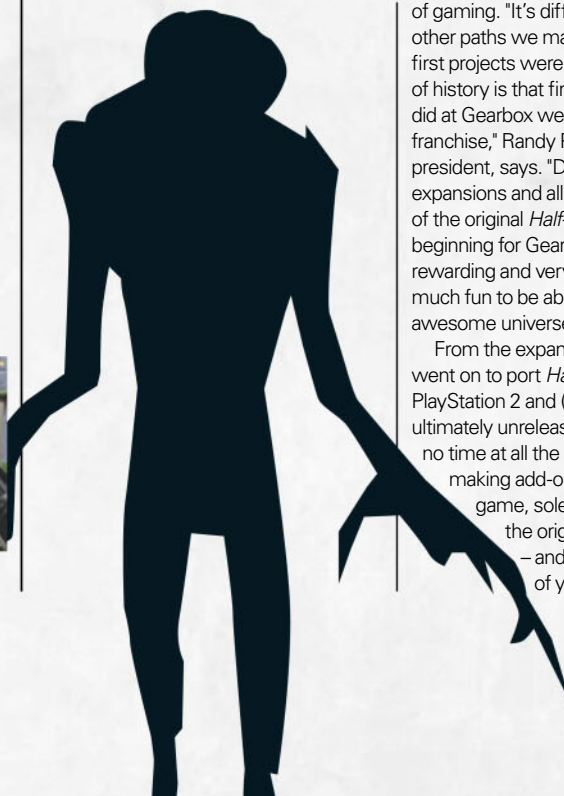 of gaming. "It's diff
other paths we ma
first projects were
of history is that fir
did at Gearbox we
franchise," Randy P
president, says. "D
expansions and all
of the original Half-
beginning for Gear
rewarding and very
much fun to be ab
awesome universe
From the expan
went on to port Ha
PlayStation 2 and (
ultimately unreleas
no time at all the
making add-o
game, sole
the orig
– and
of y